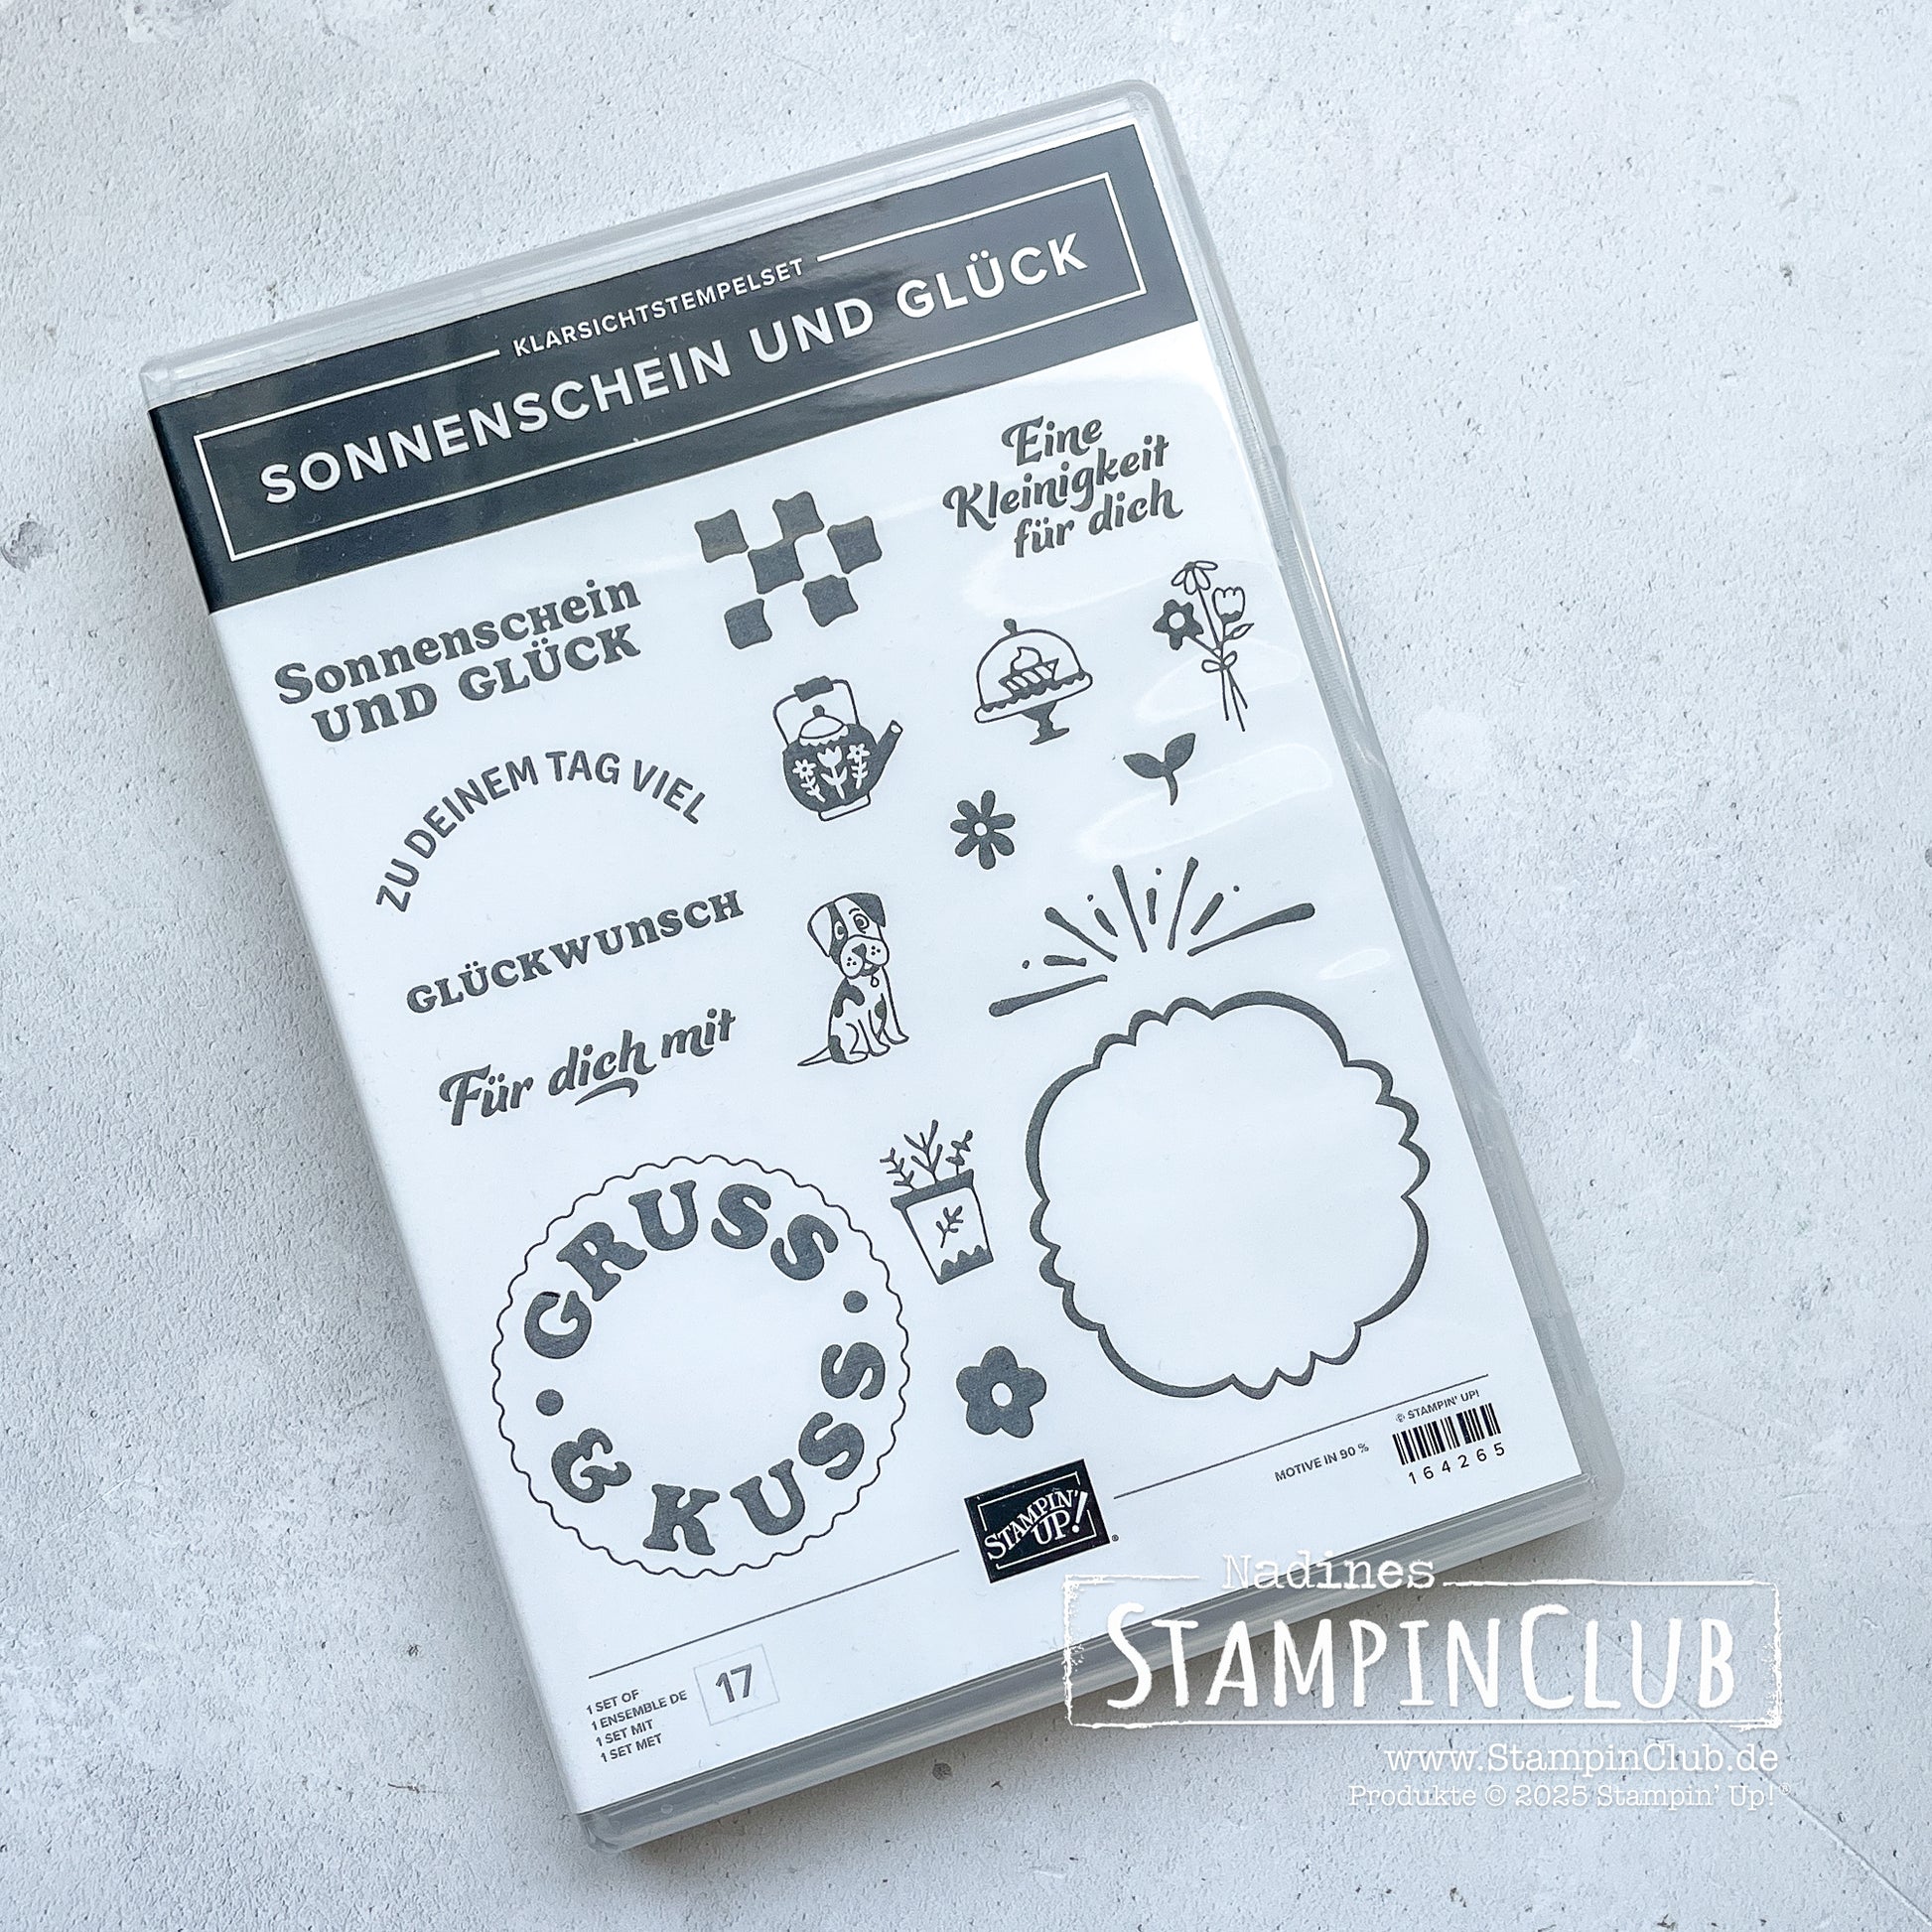 KLARSICHTSTEMPELSET
SONNENSCHEIN UND GLÜCK
Eine
Kleinigkeit
für dich
Sonnenschein
UND GLÜCK
ZU DEINEM TAG VIEL
GLÜCKWUNSCH
Für dich mit
• GRUSS •
& KUSS
© STAMPIN' UP!
MOTIVE IN 90 %
164265
STAMPIN'
UP!®
1 SET OF
1 ENSEMBLE DE
1 SET MIT
1 SET MET
17
Nadines
STAMPINCLUB
www.StampinClub.de
Produkte © 2025 Stampin' Up!®